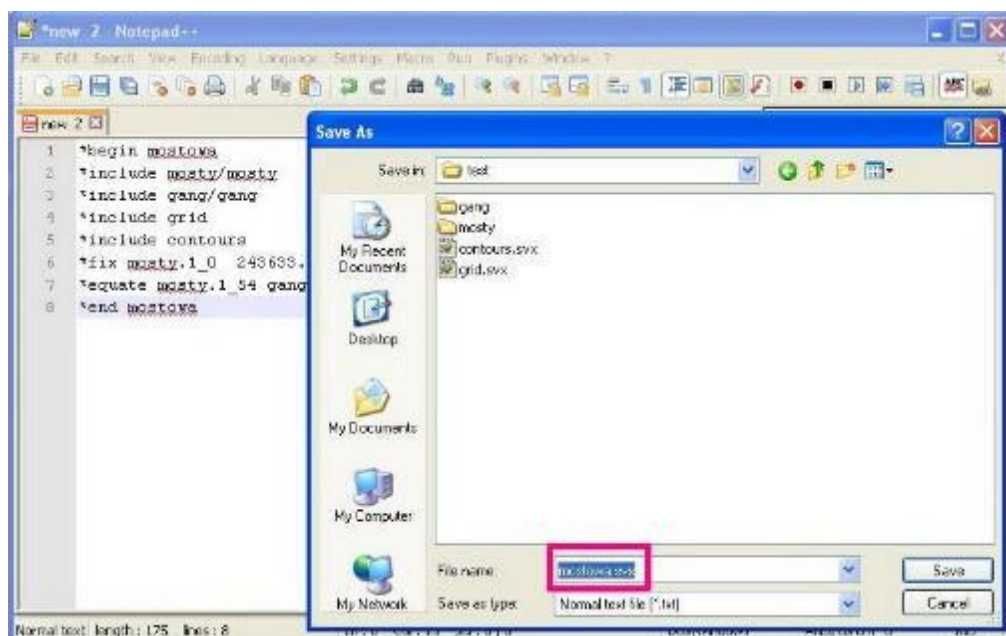 *new 2 - Notepad++
File Edit Search View Encoding Language Settings Macro Run Plugins Window ?
new 2
1 *begin mostowa
2 *include mosty/mosty
3 *include gang/gang
4 *include grid
5 *include contours
6 *fix mosty.1_0 243633.
7 *equate mosty.1_54 gang
8 *end mostowa
Save As
Save in: test
gang
mosty
contours.svx
grid.svx
My Recent
Documents
Desktop
My Documents
My Computer
My Network
File name: mostowa.svx
Save as type: Normal text file (*.txt)
Save
Cancel
Normal text length : 175 lines : 8